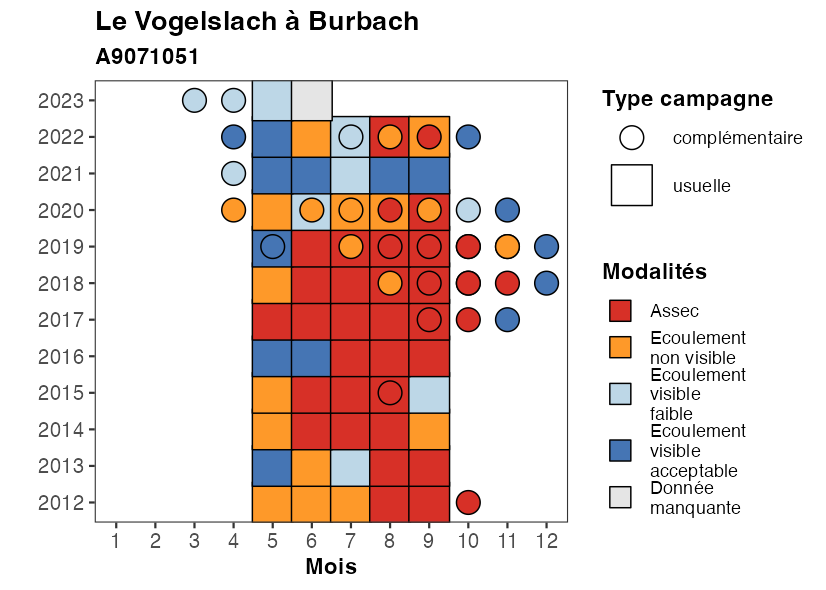 Le Vogelslach à Burbach
A9071051
2023
2022
2021
2020
2019
2018
2017
2016
2015
2014
2013
2012
1 2 3 4 5 6 7 8 9 10 11 12
Mois
Type campagne
complémentaire
usuelle
Modalités
Assec
Ecoulement
non visible
Ecoulement
visible
faible
Ecoulement
visible
acceptable
Donnée
manquante